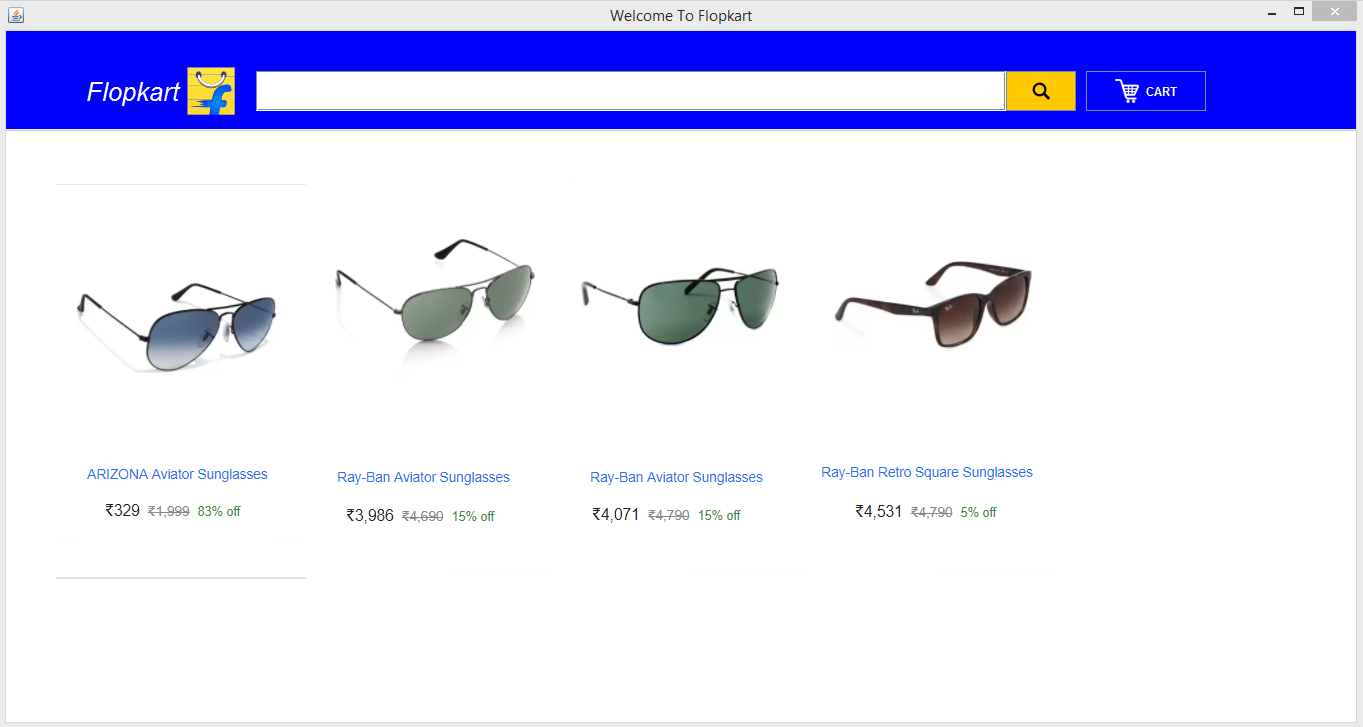 Welcome To Flopkart
Flopkart
CART
ARIZONA Aviator Sunglasses
₹329 ₹1,999 83% off
Ray-Ban Aviator Sunglasses
₹3,986 ₹4,690 15% off
Ray-Ban Aviator Sunglasses
₹4,071 ₹4,790 15% off
Ray-Ban Retro Square Sunglasses
₹4,531 ₹4,790 5% off